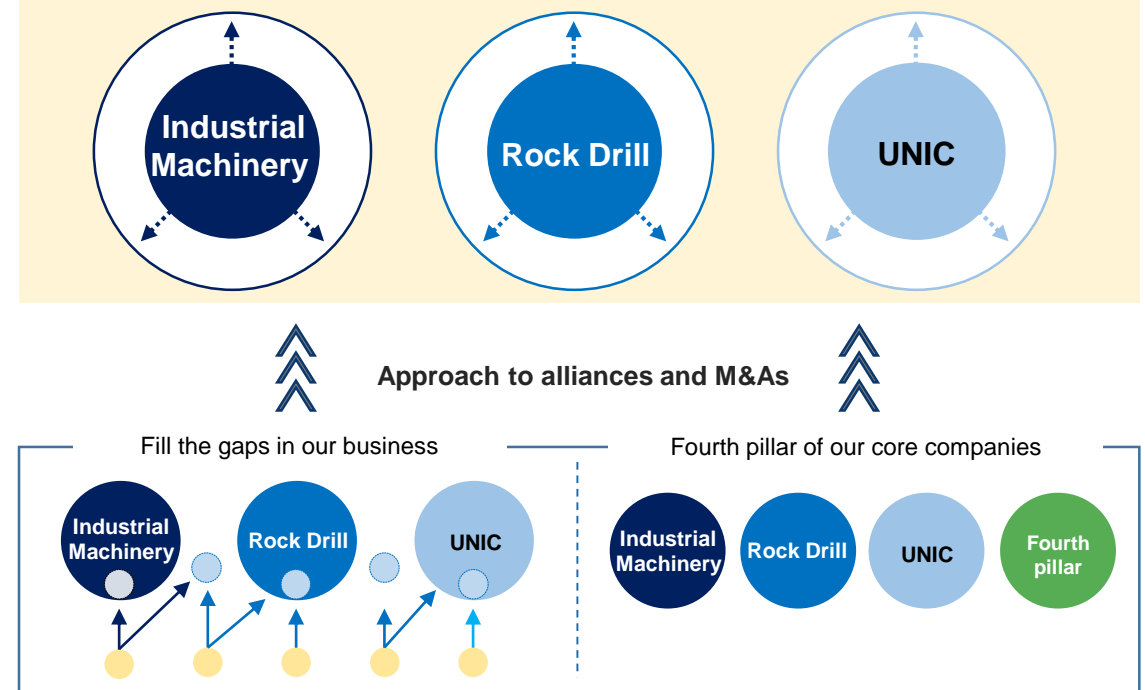 Industrial
Machinery
Rock Drill
UNIC
Approach to alliances and M&As
Fill the gaps in our business
Fourth pillar of our core companies
Industrial
Machinery
Rock Drill
UNIC
Industrial
Machinery
Rock Drill
UNIC
Fourth
pillar